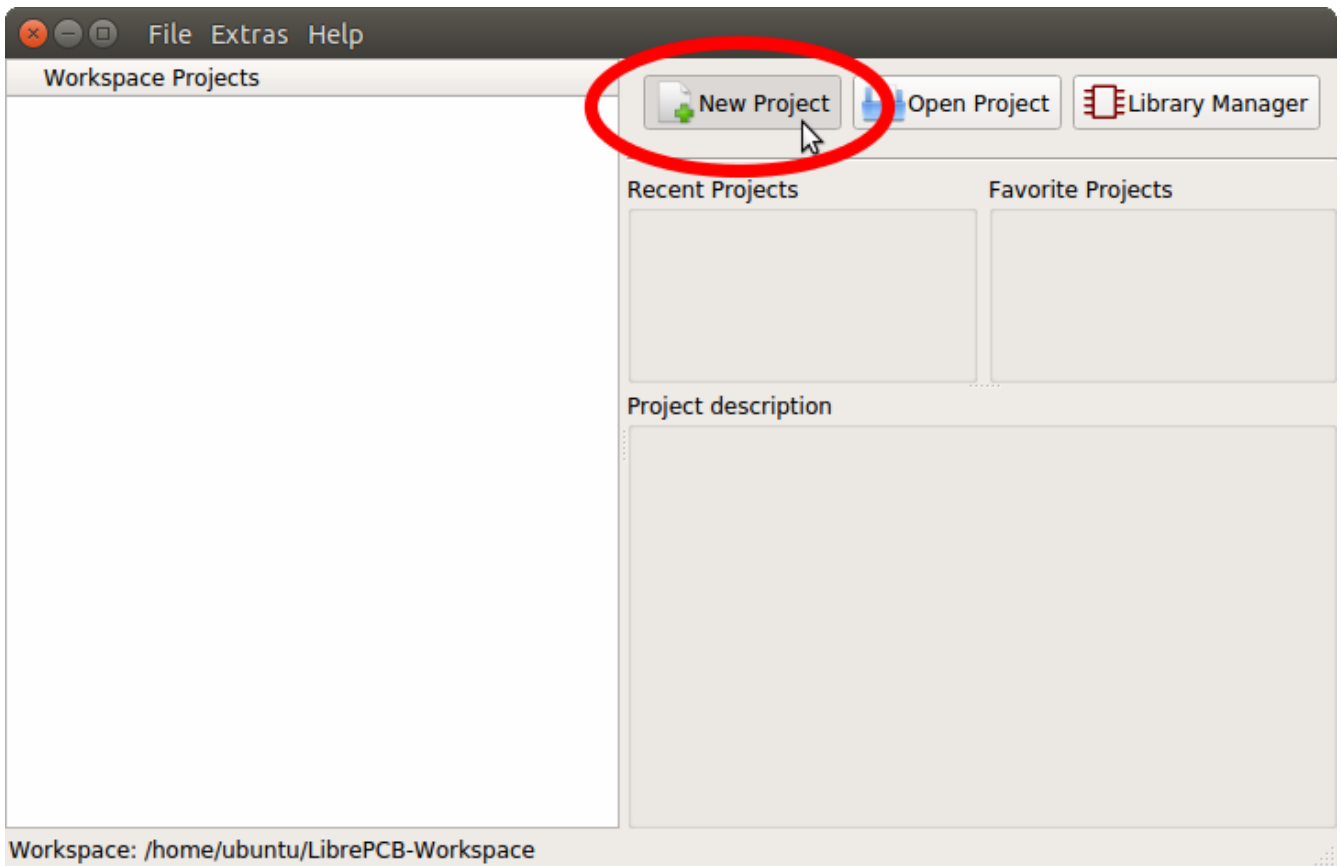 File Extras Help
Workspace Projects
New Project Open Project Library Manager
Recent Projects Favorite Projects
Project description
Workspace: /home/ubuntu/LibrePCB-Workspace